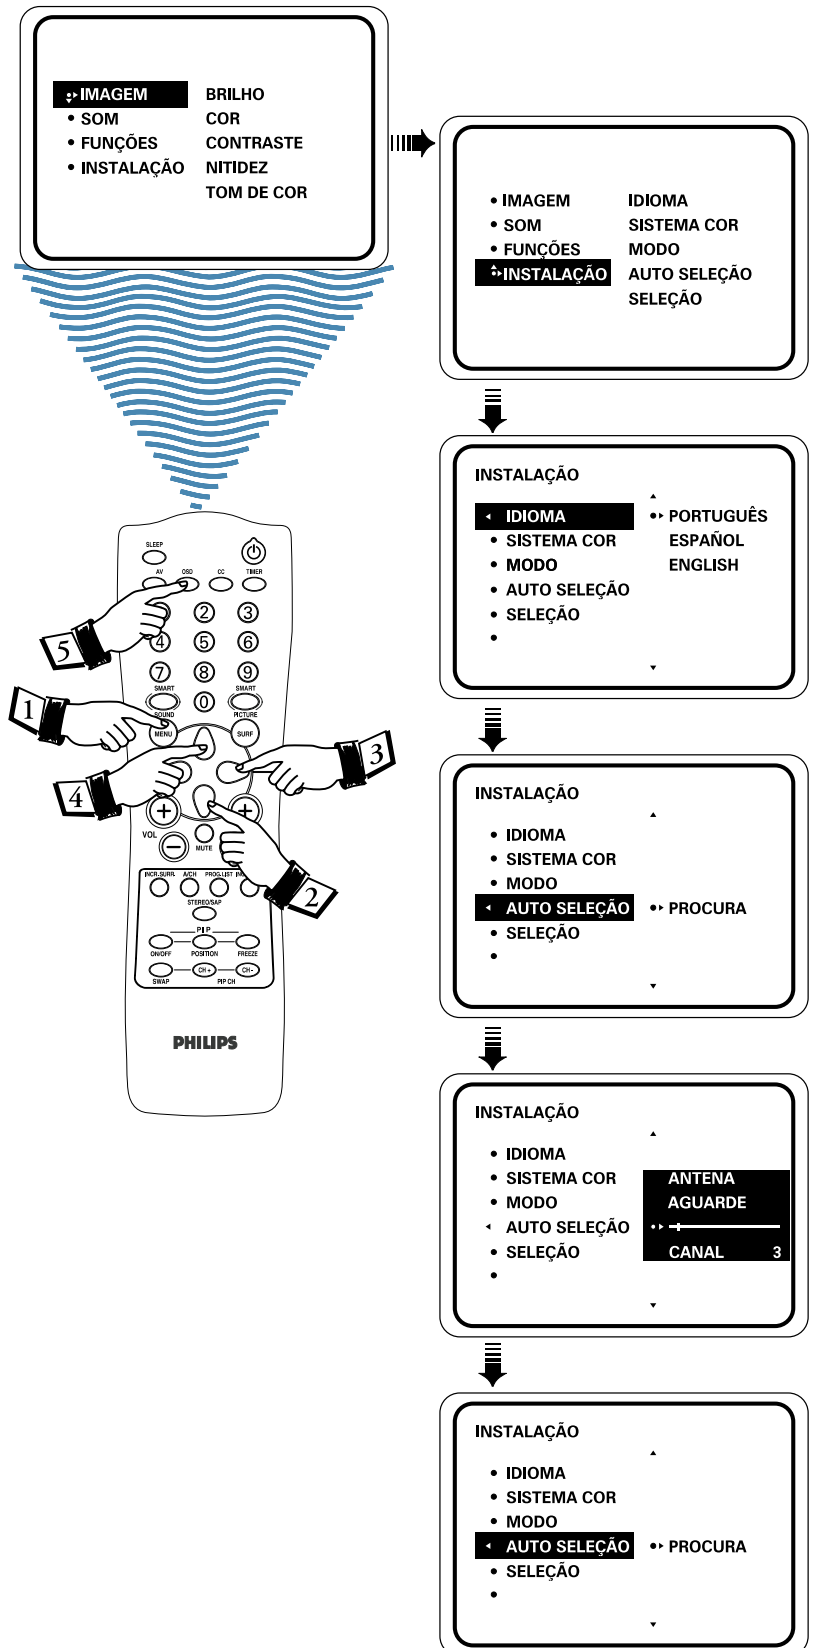 IMAGEM BRILHO
SOM COR
FUNÇÕES CONTRASTE
INSTALAÇÃO NITIDEZ
TOM DE COR
IMAGEM IDIOMA
SOM SISTEMA COR
FUNÇÕES MODO
INSTALAÇÃO AUTO SELEÇÃO
SELEÇÃO
INSTALAÇÃO
IDIOMA PORTUGUÊS
SISTEMA COR ESPAÑOL
MODO ENGLISH
AUTO SELEÇÃO
SELEÇÃO
SLEEP
AV OSD CC TIMER
2 3
4 5 6
7 8 9
SMART 0 SMART
SOUND PICTURE
MENU SURF
5
1
3
4
2
VOL
MUTE
INCR.SURR. A/CH PROG.LIST
STEREO/SAP
PIP
ON/OFF POSITION FREEZE
CH + CH -
SWAP PIP CH
PHILIPS
INSTALAÇÃO
IDIOMA
SISTEMA COR
MODO
AUTO SELEÇÃO PROCURA
SELEÇÃO
INSTALAÇÃO
IDIOMA
SISTEMA COR ANTENA
MODO AGUARDE
AUTO SELEÇÃO
SELEÇÃO CANAL 3
INSTALAÇÃO
IDIOMA
SISTEMA COR
MODO
AUTO SELEÇÃO PROCURA
SELEÇÃO